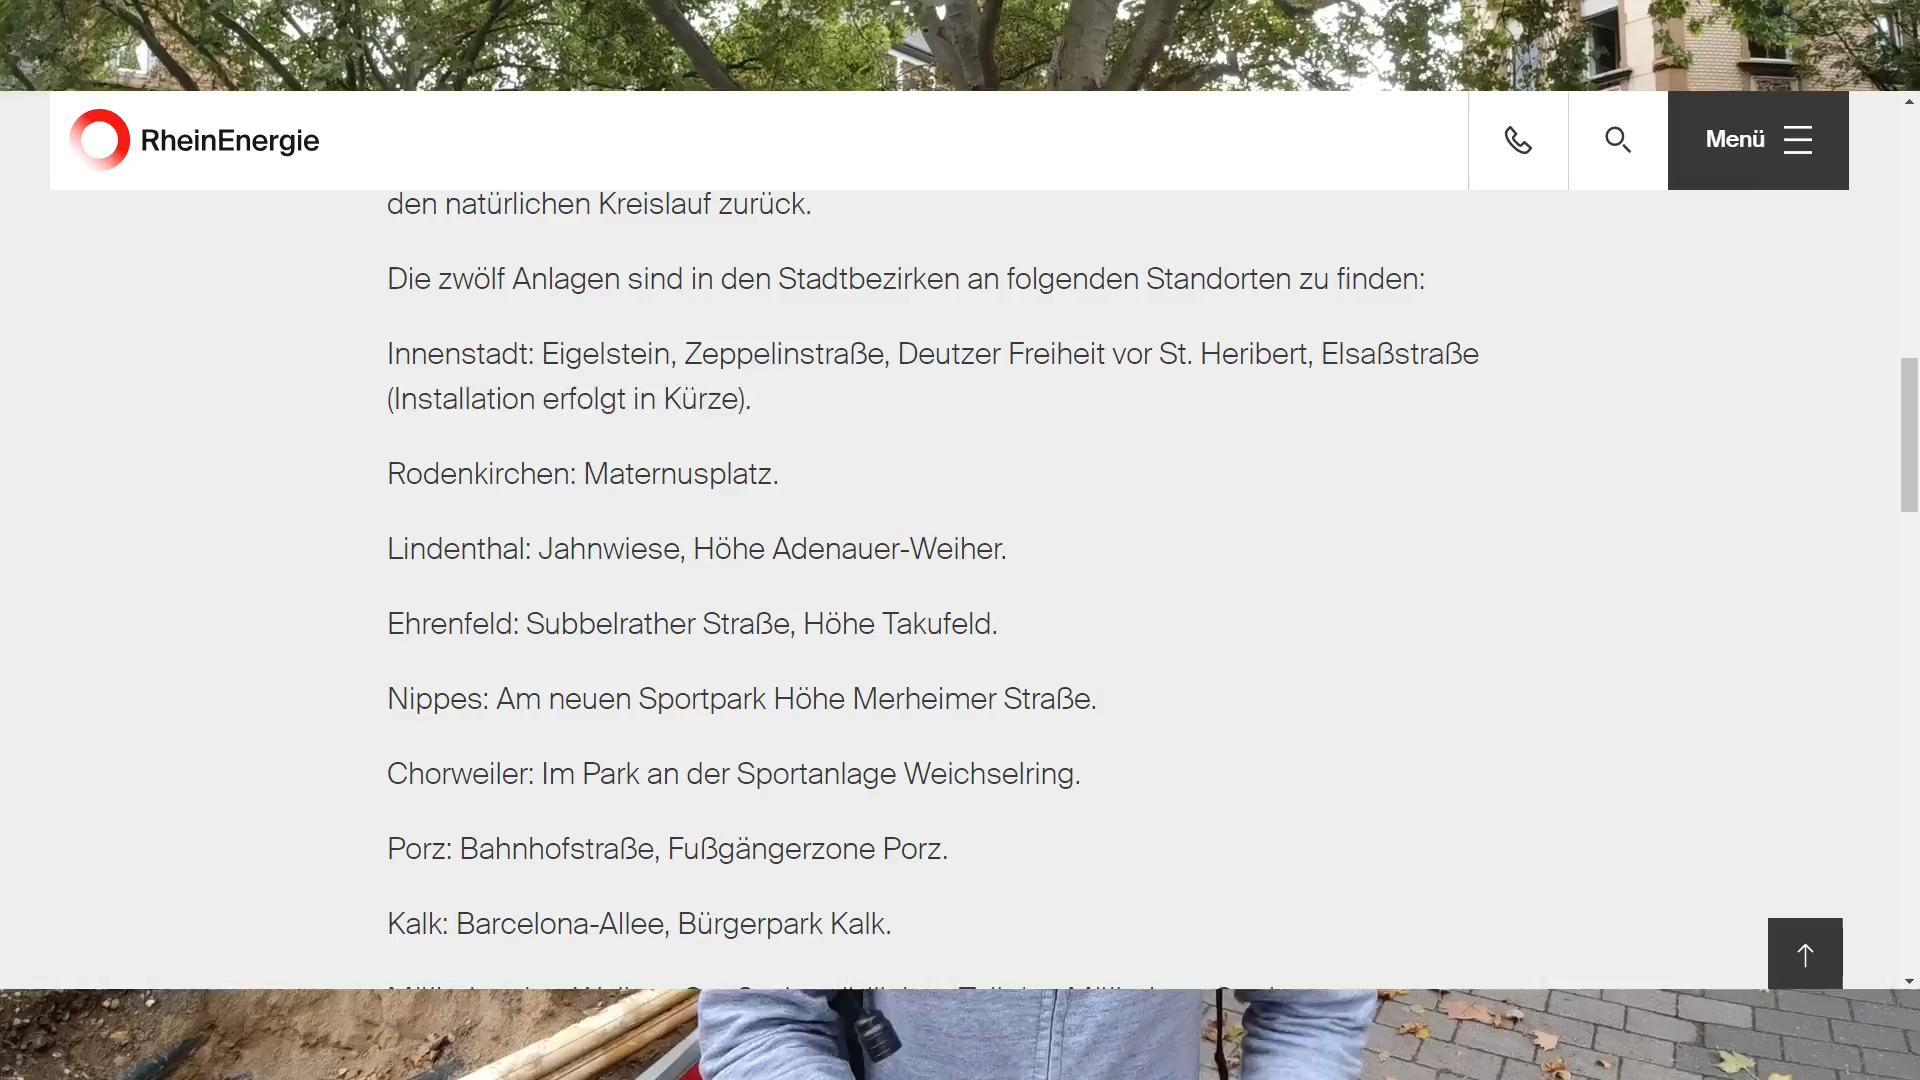 RheinEnergie
Menü
den natürlichen Kreislauf zurück.
Die zwölf Anlagen sind in den Stadtbezirken an folgenden Standorten zu finden:
Innenstadt: Eigelstein, Zeppelinstraße, Deutzer Freiheit vor St. Heribert, Elsaßstraße
(Installation erfolgt in Kürze).
Rodenkirchen: Maternusplatz.
Lindenthal: Jahnwiese, Höhe Adenauer-Weiher.
Ehrenfeld: Subbelrather Straße, Höhe Takufeld.
Nippes: Am neuen Sportpark Höhe Merheimer Straße.
Chorweiler: Im Park an der Sportanlage Weichselring.
Porz: Bahnhofstraße, Fußgängerzone Porz.
Kalk: Barcelona-Allee, Bürgerpark Kalk.